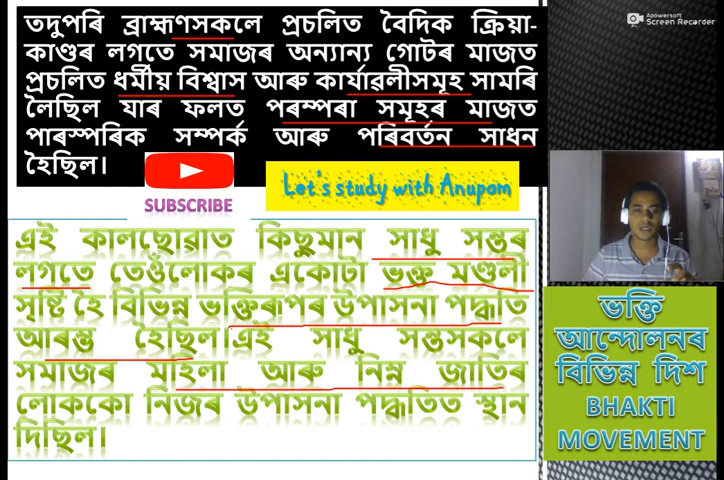 তদুপৰি ব্ৰাহ্মণসকলে প্ৰচলিত বৈদিক ক্ৰিয়া-
কাণ্ডৰ লগতে সমাজৰ অন্যান্য গোটৰ মাজত
প্ৰচলিত ধৰ্মীয় বিশ্বাস আৰু কাৰ্যাৱলীসমূহ সামৰি
লৈছিল যাৰ ফলত পৰম্পৰা সমূহৰ মাজত
পাৰস্পৰিক সম্পৰ্ক আৰু পৰিবৰ্তন সাধন
হৈছিল।
SUBSCRIBE
Let's study with Anupom
এই কালছোৱাত কিছুমান সাধু সন্তৰ
লগতে তেওঁলোকৰ একোটা ভক্ত মণ্ডলী
সৃষ্টি হৈ বিভিন্ন ভক্তিৰূপৰ উপাসনা পদ্ধতি
আৰম্ভ হৈছিল।এই সাধু সন্তসকলে
সমাজৰ মহিলা আৰু নিম্ন জাতিৰ
লোককো নিজৰ উপাসনা পদ্ধতিত স্থান
দিছিল।
Apowersoft
Screen Recorder
ভক্তি
আন্দোলনৰ
বিভিন্ন দিশ
BHAKTI
MOVEMENT